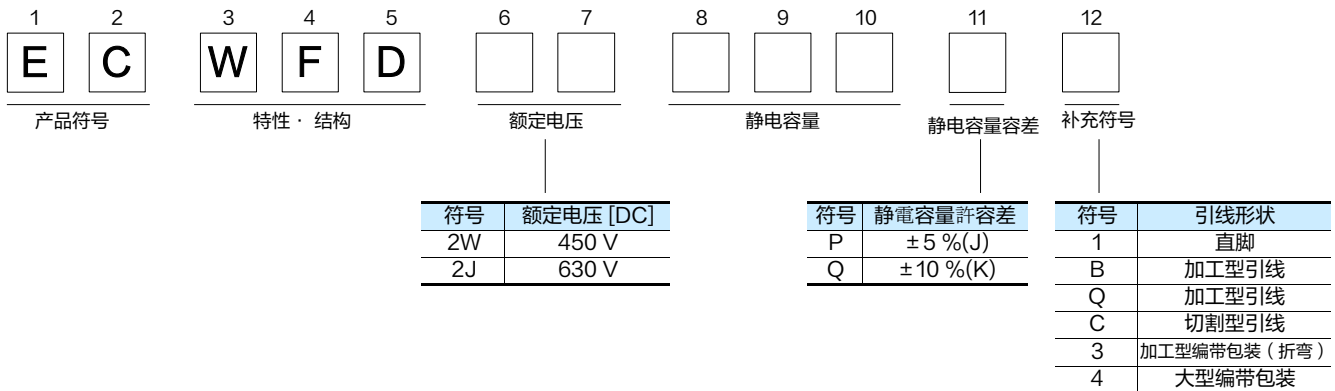 1 2 3 4 5 6 7 8 9 10 11 12
E C W F D
产品符号 特性· 结构 额定电压 静电容量 静电容量容差 补充符号
符号 额定电压 [DC]
2W 450 V
2J 630 V
符号 静電容量許容差
P ±5 %(J)
Q ±10 %(K)
符号 引线形状
1 直脚
B 加工型引线
Q 加工型引线
C 切割型引线
3 加工型编带包装(折弯)
4 大型编带包装